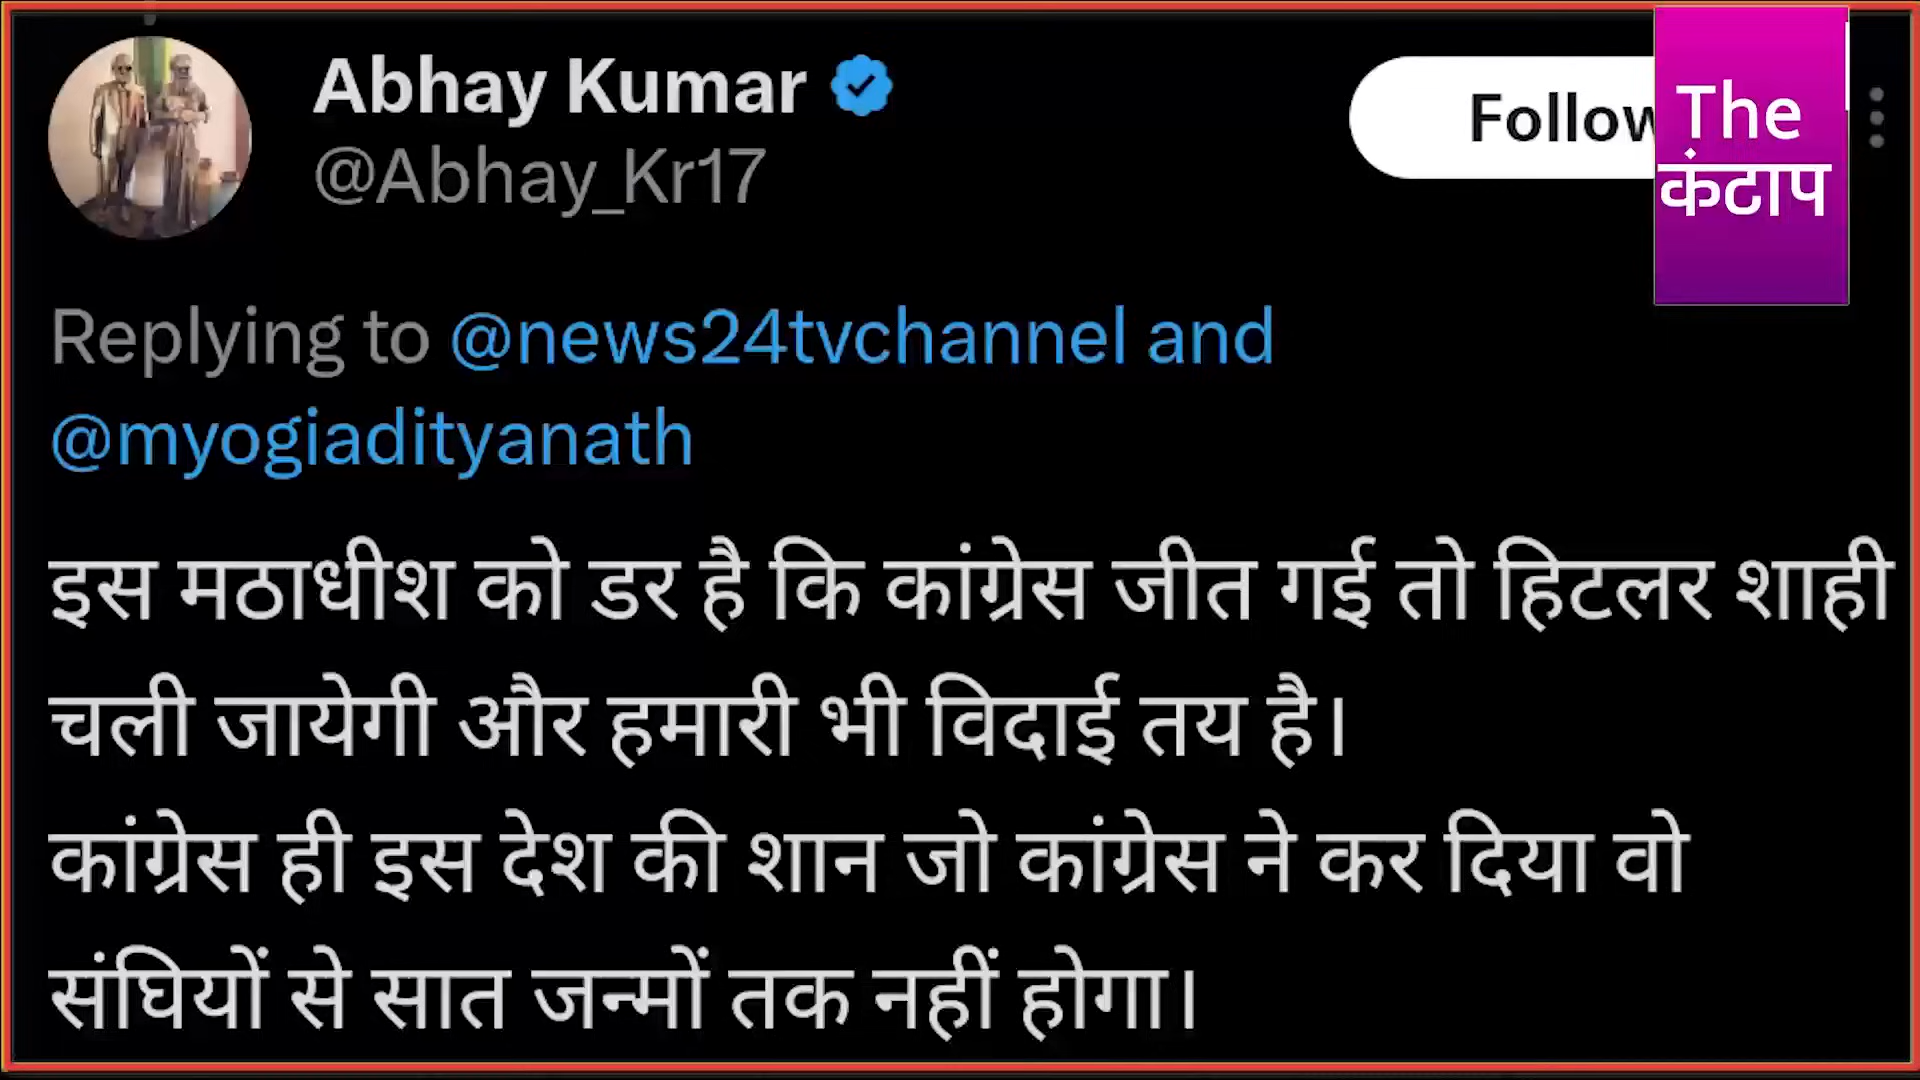 Abhay Kumar
@Abhay_Kr17
Follow
The
कंटाप
Replying to @news24tvchannel and
@myogiadityanath
इस मठाधीश को डर है कि कांग्रेस जीत गई तो हिटलर शाही
चली जायेगी और हमारी भी विदाई तय है।
कांग्रेस ही इस देश की शान जो कांग्रेस ने कर दिया वो
संघियों से सात जन्मों तक नहीं होगा।